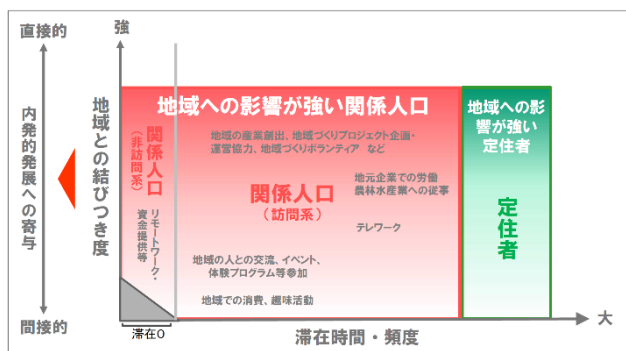 直接的
内発的発展への寄与
間接的
強
地域との結びつき度
地域への影響が強い関係人口
関係人口
(非訪問系)
リモートワーク・
資金提供等
地域の産業創出、地域づくりプロジェクト企画・
運営協力、地域づくりボランティア など
関係人口
(訪問系)
地元企業での労働
農林水産業への従事
テレワーク
地域の人との交流、イベント、
体験プログラム等参加
地域での消費、趣味活動
地域への影
響が強い
定住者
定住者
滞在0
滞在時間・頻度
大